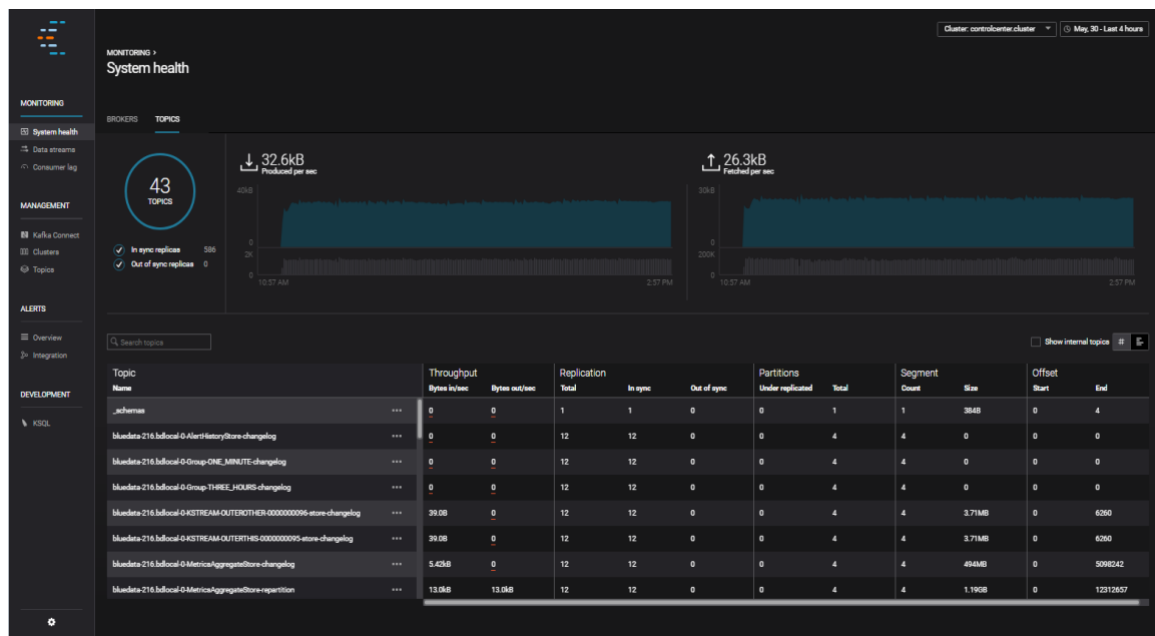 Cluster: controlcenter.cluster
May, 30 - Last 4 hours
MONITORING >
System health
MONITORING
System health
Data streams
Consumer lag
MANAGEMENT
Kafka Connect
Clusters
Topics
ALERTS
Overview
Integration
DEVELOPMENT
KSQL
BROKERS TOPICS
43
TOPICS
In sync replicas 586
Out of sync replicas 0
32.6kB
Produced per sec
40kB
0
2K
0
10:57 AM 2:57 PM
26.3kB
Fetched per sec
30kB
0
200K
0
10:57 AM 2:57 PM
Search topics
Show internal topics #
Topic Throughput Replication Partitions Segment Offset
Name Bytes in/sec Bytes out/sec Total In sync Out of sync Under replicated Total Count Size Start End
_schemas ••• 0 0 1 1 0 0 1 1 384B 0 4
bluedata-216.bdlocal-0-AlertHistoryStore-changelog ••• 0 0 12 12 0 0 4 4 0 0 0
bluedata-216.bdlocal-0-Group-ONE_MINUTE-changelog ••• 0 0 12 12 0 0 4 4 0 0 0
bluedata-216.bdlocal-0-Group-THREE_HOURS-changelog ••• 0 0 12 12 0 0 4 4 0 0 0
bluedata-216.bdlocal-0-KSTREAM-OUTEROTHER-0000000096-store-changelog ••• 39.0B 0 12 12 0 0 4 4 3.71MB 0 6260
bluedata-216.bdlocal-0-KSTREAM-OUTERTHIS-0000000095-store-changelog ••• 39.0B 0 12 12 0 0 4 4 3.71MB 0 6260
bluedata-216.bdlocal-0-MetricsAggregateStore-changelog ••• 5.42kB 0 12 12 0 0 4 4 494MB 0 5098242
bluedata-216.bdlocal-0-MetricsAggregateStore-repartition ••• 13.0kB 13.0kB 12 12 0 0 4 4 1.19GB 0 12312657